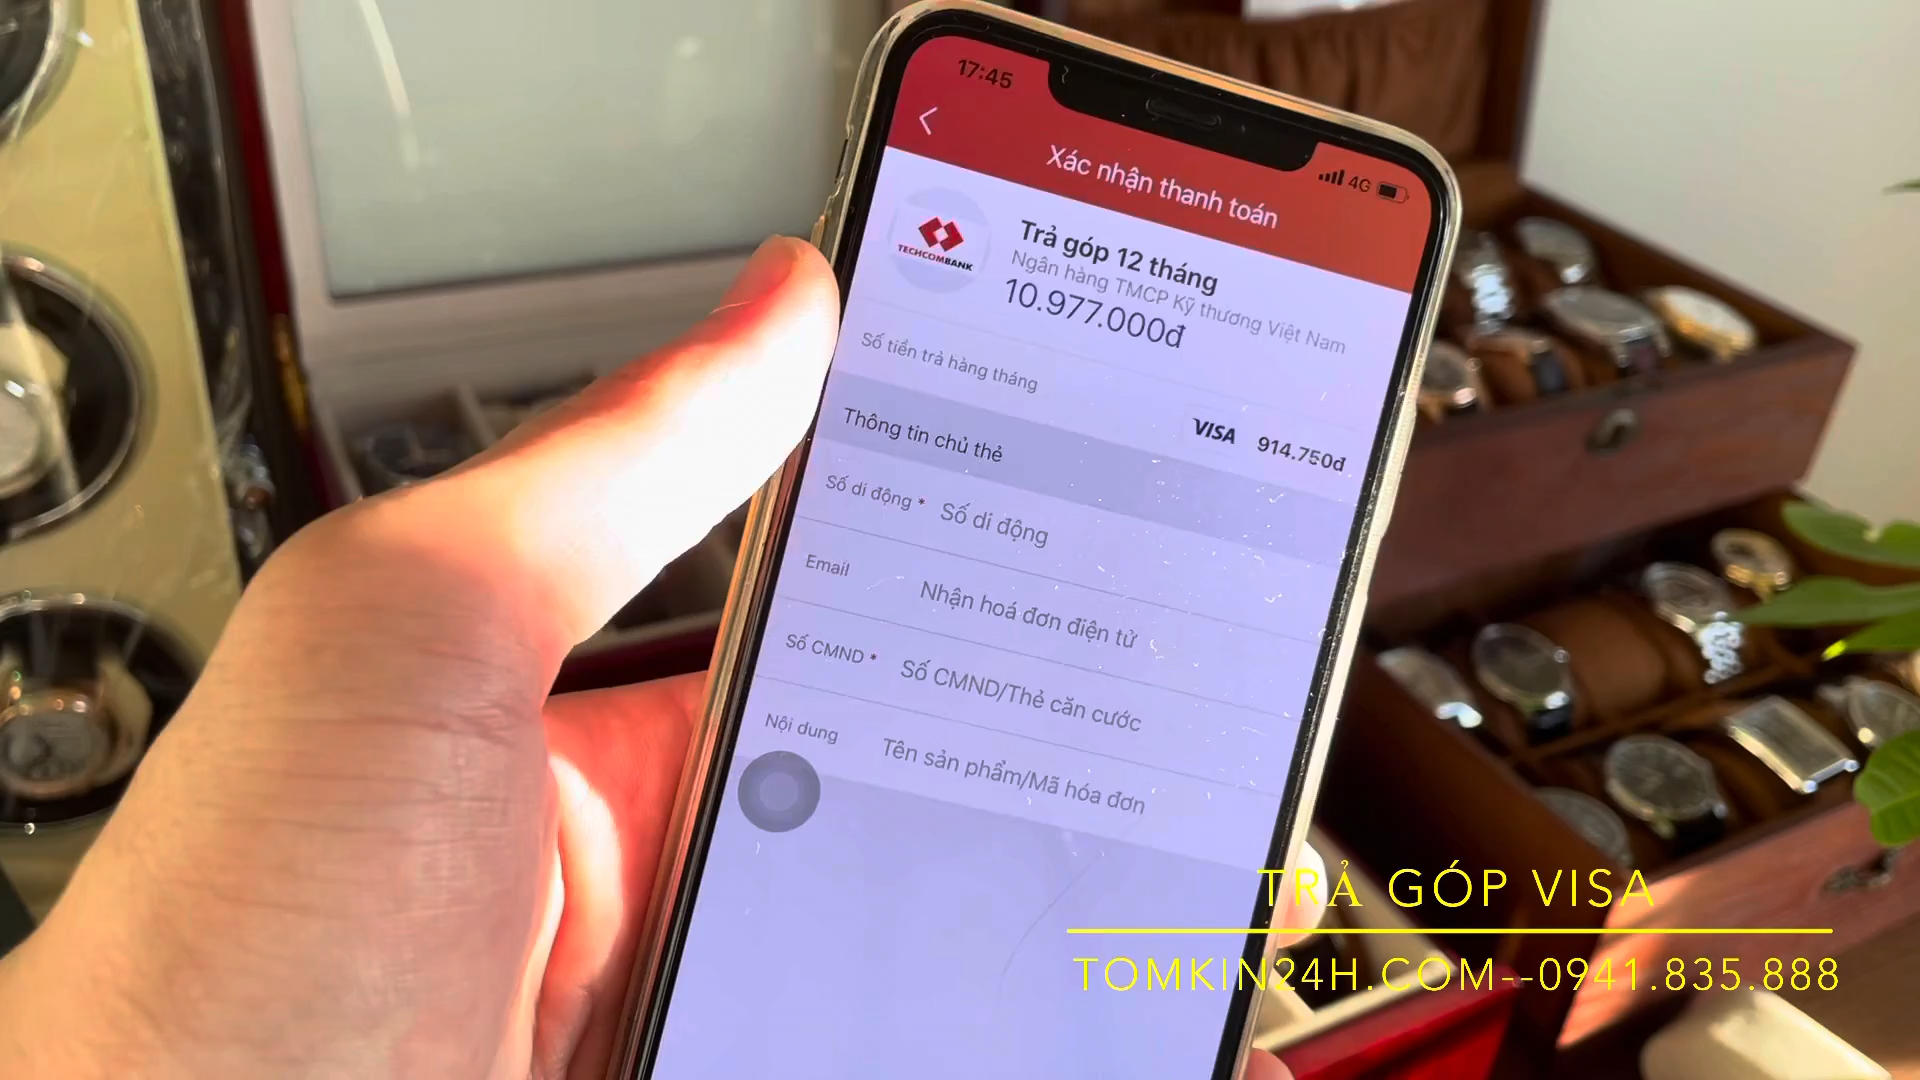 17:45
4G
Xác nhận thanh toán
TECHCOMBANK
Trả góp 12 tháng
Ngân hàng TMCP Kỹ thương Việt Nam
10.977.000đ
Số tiền trả hàng tháng
VISA 914.750đ
Thông tin chủ thẻ
Số di động * Số di động
Email Nhận hoá đơn điện tử
Số CMND * Số CMND/Thẻ căn cước
Nội dung Tên sản phẩm/Mã hóa đơn
TRẢ GÓP VISA
TOMKIN24H.COM--0941.835.888